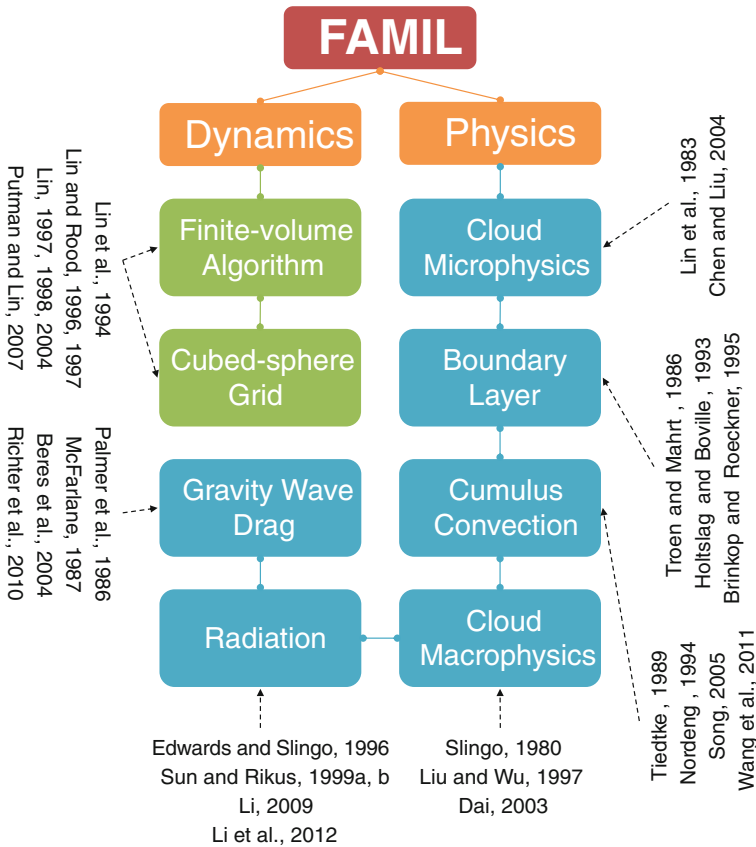 FAMIL
Dynamics
Physics
Finite-volume
Algorithm
Cubed-sphere
Grid
Lin et al., 1994
Lin and Rood, 1996, 1997
Lin, 1997, 1998, 2004
Putman and Lin, 2007
Cloud
Microphysics
Lin et al., 1983
Chen and Liu, 2004
Boundary
Layer
Troen and Mahrt , 1986
Holtslag and Boville , 1993
Brinkop and Roeckner, 1995
Gravity Wave
Drag
Palmer et al., 1986
McFarlane, 1987
Beres et al., 2004
Richter et al., 2010
Cumulus
Convection
Tiedtke , 1989
Nordeng , 1994
Song, 2005
Wang et al., 2011
Radiation
Cloud
Macrophysics
Edwards and Slingo, 1996
Sun and Rikus, 1999a, b
Li, 2009
Li et al., 2012
Slingo, 1980
Liu and Wu, 1997
Dai, 2003